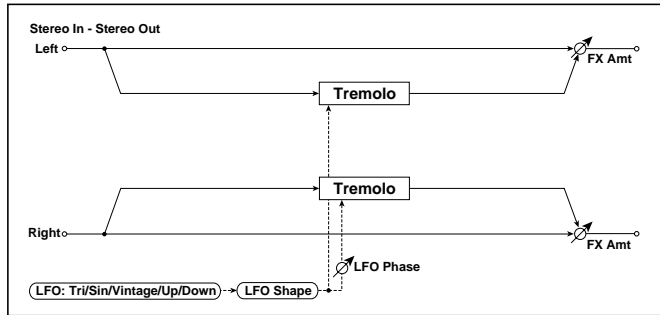 Stereo In - Stereo Out
Left
FX Amt
Tremolo
Tremolo
Right
FX Amt
LFO Phase
LFO: Tri/Sin/Vintage/Up/Down
LFO Shape